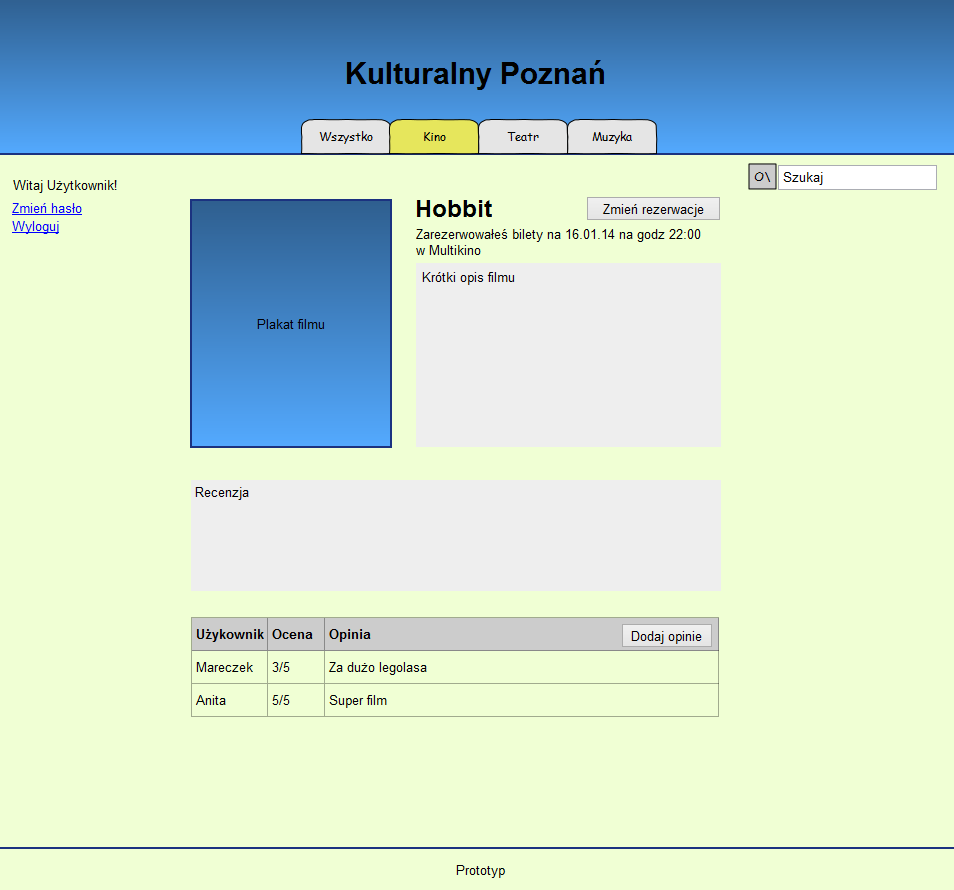 Kulturalny Poznań
Wszystko Kino Teatr Muzyka
O\ Szukaj
Witaj Użytkownik!
Zmień hasło
Wyloguj
Plakat filmu
Hobbit Zmień rezerwacje
Zarezerwowałeś bilety na 16.01.14 na godz 22:00
w Multikino
Krótki opis filmu
Recenzja
Użykownik Ocena Opinia Dodaj opinie
Mareczek 3/5 Za dużo legolasa
Anita 5/5 Super film
Prototyp